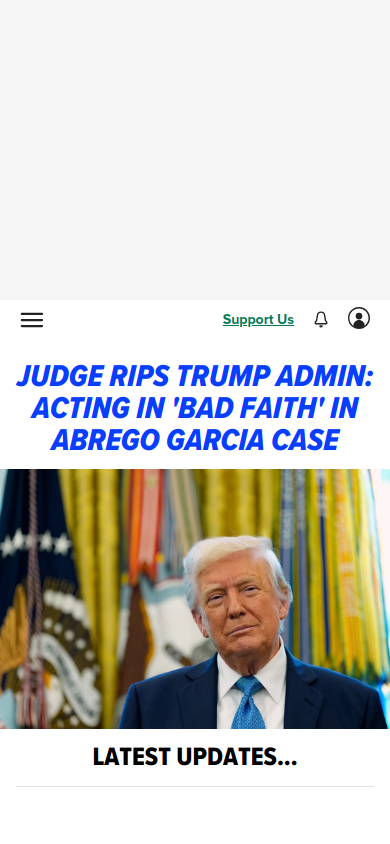 Support Us
JUDGE RIPS TRUMP ADMIN:
ACTING IN 'BAD FAITH' IN
ABREGO GARCIA CASE
LATEST UPDATES...